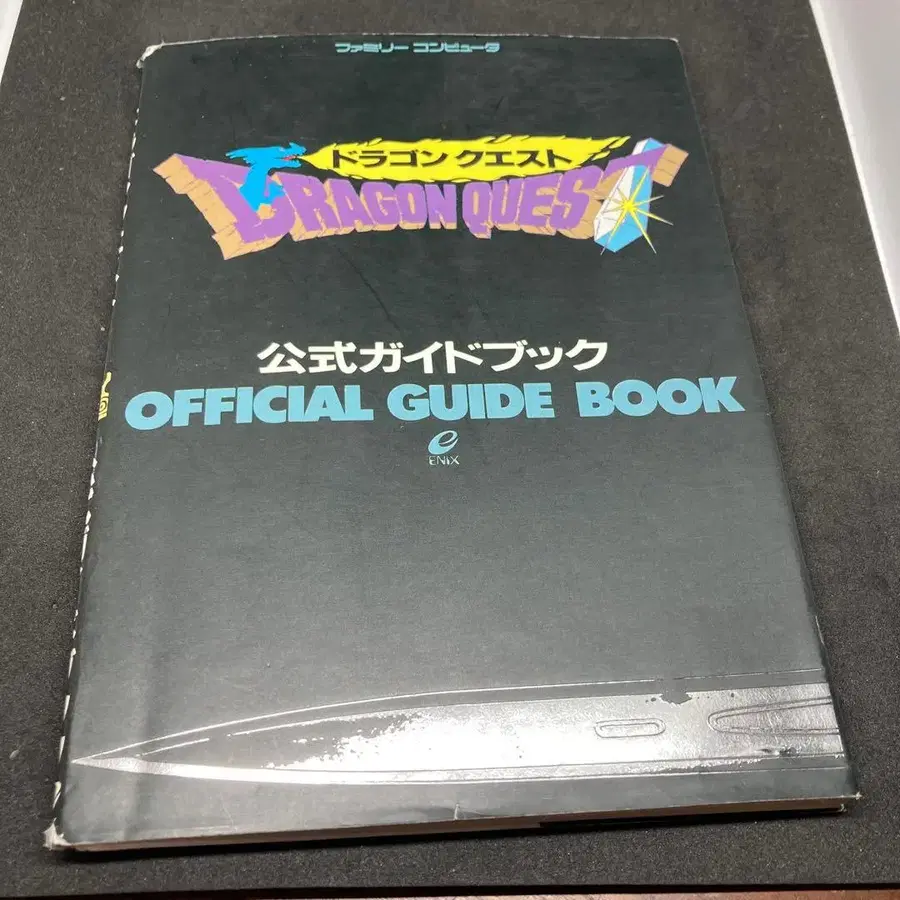 ファミリーコンピュータ
ドラゴンクエスト
DRAGON QUEST
公式ガイドブック
OFFICIAL GUIDE BOOK
e
ENIX